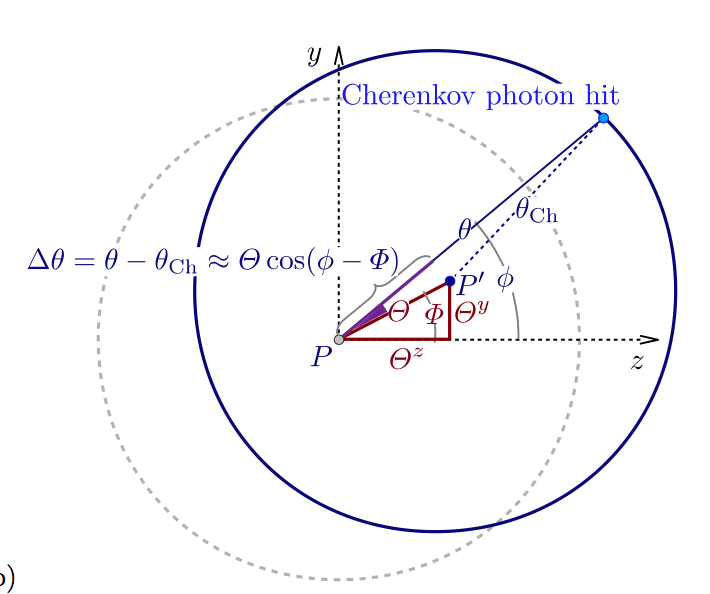 y
Cherenkov photon hit
θ
θ_Ch
Δθ = θ − θ_Ch ≈ Θ cos(ϕ − Φ)
P′
ϕ
Θ
Φ
Θ^y
P
Θ^z
z